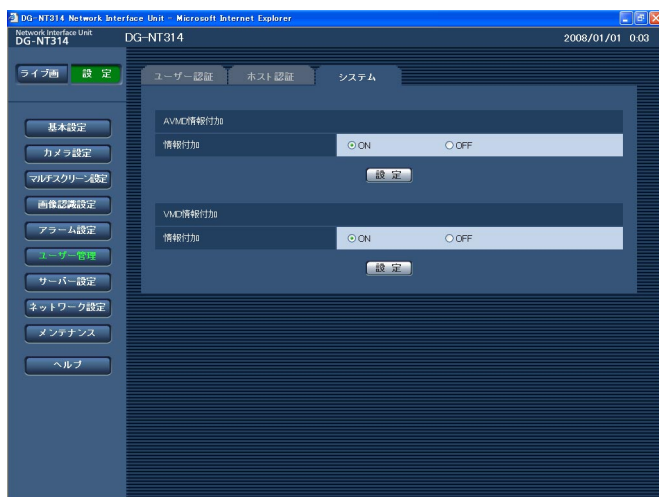 DG-NT314 Network Interface Unit - Microsoft Internet Explorer
Network Interface Unit
DG-NT314
DG-NT314
2008/01/01 0:03
ライブ画
設 定
ユーザー認証
ホスト認証
システム
AVMD情報付加
情報付加
ON
OFF
設 定
VMD情報付加
情報付加
ON
OFF
設 定
基本設定
カメラ設定
マルチスクリーン設定
画像認識設定
アラーム設定
ユーザー管理
サーバー設定
ネットワーク設定
メンテナンス
ヘルプ